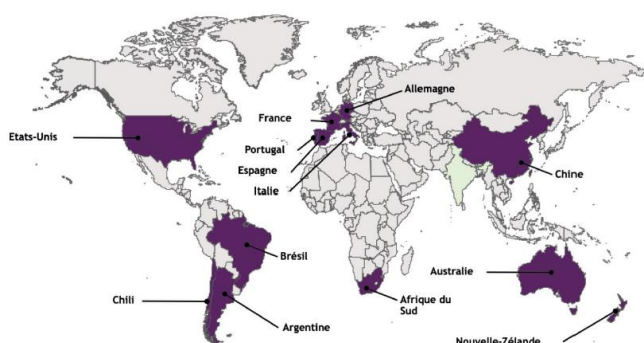 Allemagne
France
Etats-Unis
Portugal
Espagne
Italie
Chine
Brésil
Australie
Chili
Afrique du
Sud
Argentine
Nouvelle-Zélande